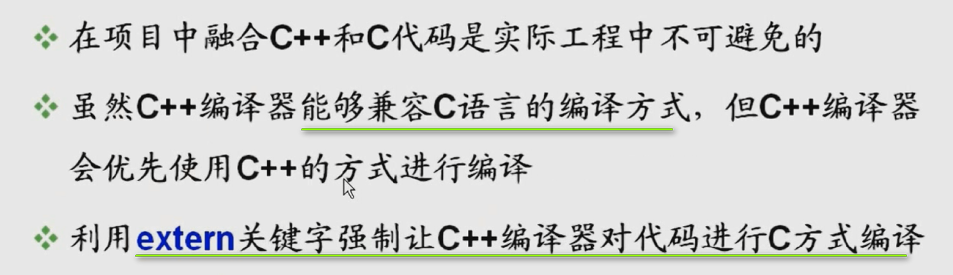 在项目中融合C++和C代码是实际工程中不可避免的
虽然C++编译器能够兼容C语言的编译方式，但C++编译器
会优先使用C++的方式进行编译
利用extern关键字强制让C++编译器对代码进行C方式编译